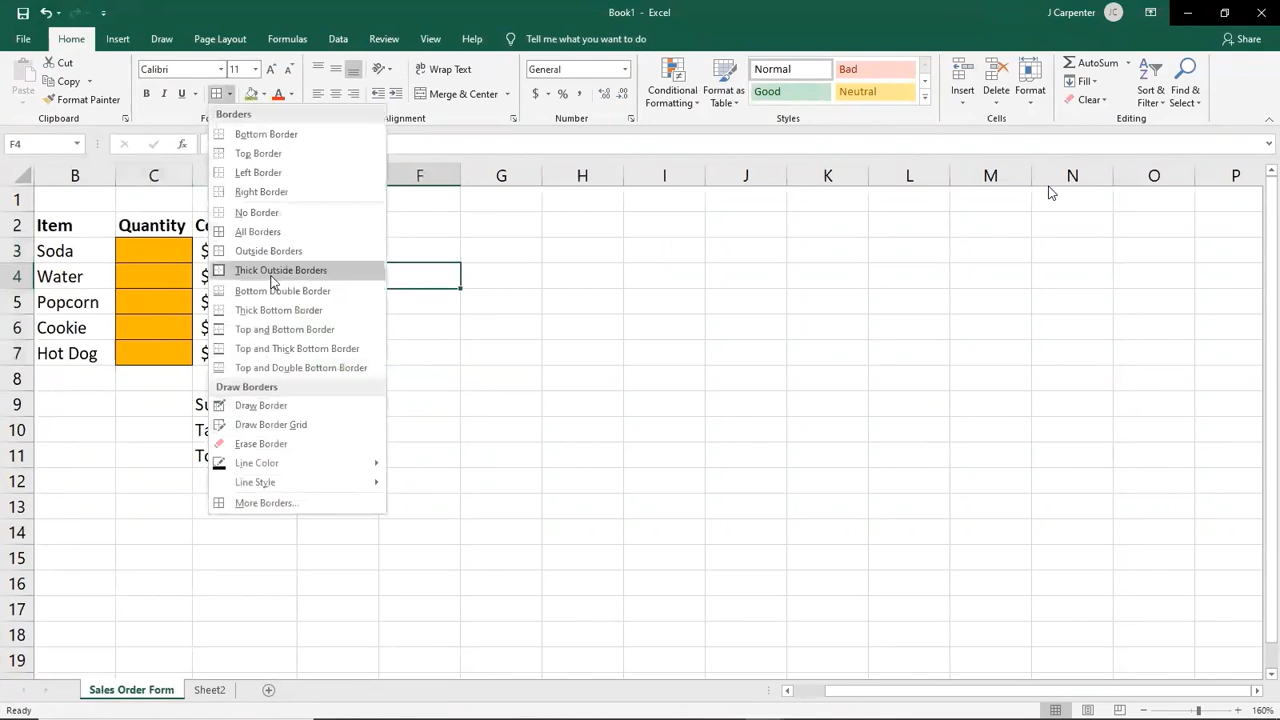 Book1 - Excel
J Carpenter JC
File Home Insert Draw Page Layout Formulas Data Review View Help Tell me what you want to do Share
Paste Cut Copy Format Painter
Calibri 11
B I U
Wrap Text
Merge & Center
General
$ % ,
Conditional Formatting
Format as Table
Normal Bad
Good Neutral
Insert Delete Format
AutoSum
Fill
Clear
Sort & Filter
Find & Select
Clipboard
Number Styles Cells Editing
F4 fx
B C F G H I J K L M N O P
1
2 Item Quantity
3 Soda $
4 Water $
5 Popcorn $
6 Cookie $
7 Hot Dog $
8
9
10
11
12
13
14
15
16
17
18
19
Borders
Bottom Border
Top Border
Left Border
Right Border
No Border
All Borders
Outside Borders
Thick Outside Borders
Bottom Double Border
Thick Bottom Border
Top and Bottom Border
Top and Thick Bottom Border
Top and Double Bottom Border
Draw Borders
Draw Border
Draw Border Grid
Erase Border
Line Color
Line Style
More Borders...
Sales Order Form Sheet2
Ready
160%